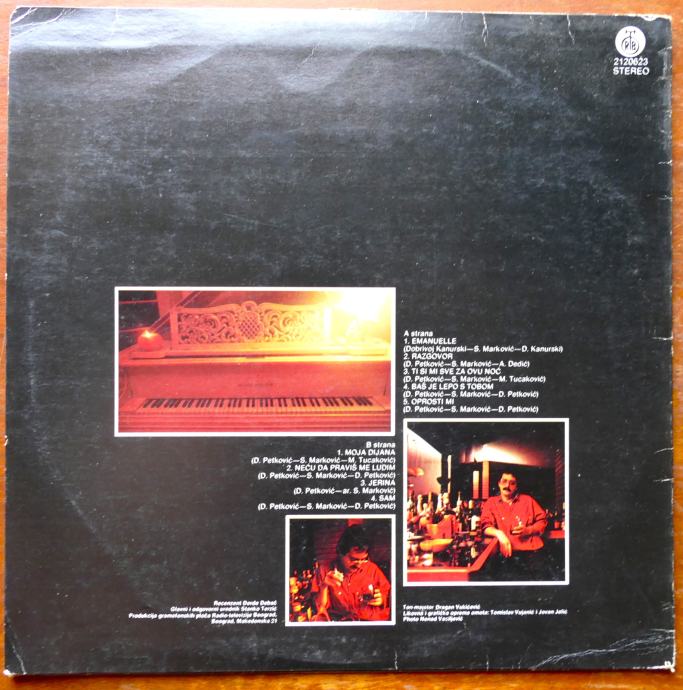 PGP RTB
2120623
STEREO
A strana
1. EMANUELLE
(Dobrivoj Kanurski—S. Marković—D. Kanurski)
2. RAZGOVOR
(D. Petković—S. Marković—A. Dedić)
3. TI SI MI SVE ZA OVU NOĆ
(D. Petković—S. Marković—M. Tucaković)
4. BAŠ JE LEPO S TOBOM
(D. Petković—S. Marković—D. Petković)
5. OPROSTI MI
(D. Petković—S. Marković—D. Petković)
B strana
1. MOJA DIJANA
(D. Petković—S. Marković—M. Tucaković)
2. NEĆU DA PRAVIŠ ME LUDIM
(D. Petković—S. Marković—D. Petković)
3. JERINA
(D. Petković—ar. S. Marković)
4. SAM
(D. Petković—S. Marković—D. Petković)
Recenzent Đorđe Debač
Glavni i odgovorni urednik Stanko Terzić
Produkcija gramofonskih ploča Radio televizije Beograd,
Beograd, Makedonska 21
Ton-majstor Dragan Vukićević
Likovna i grafička oprema omota: Tomislav Vujanić i Jovan Jelić
Photo Nenad Vasiljević